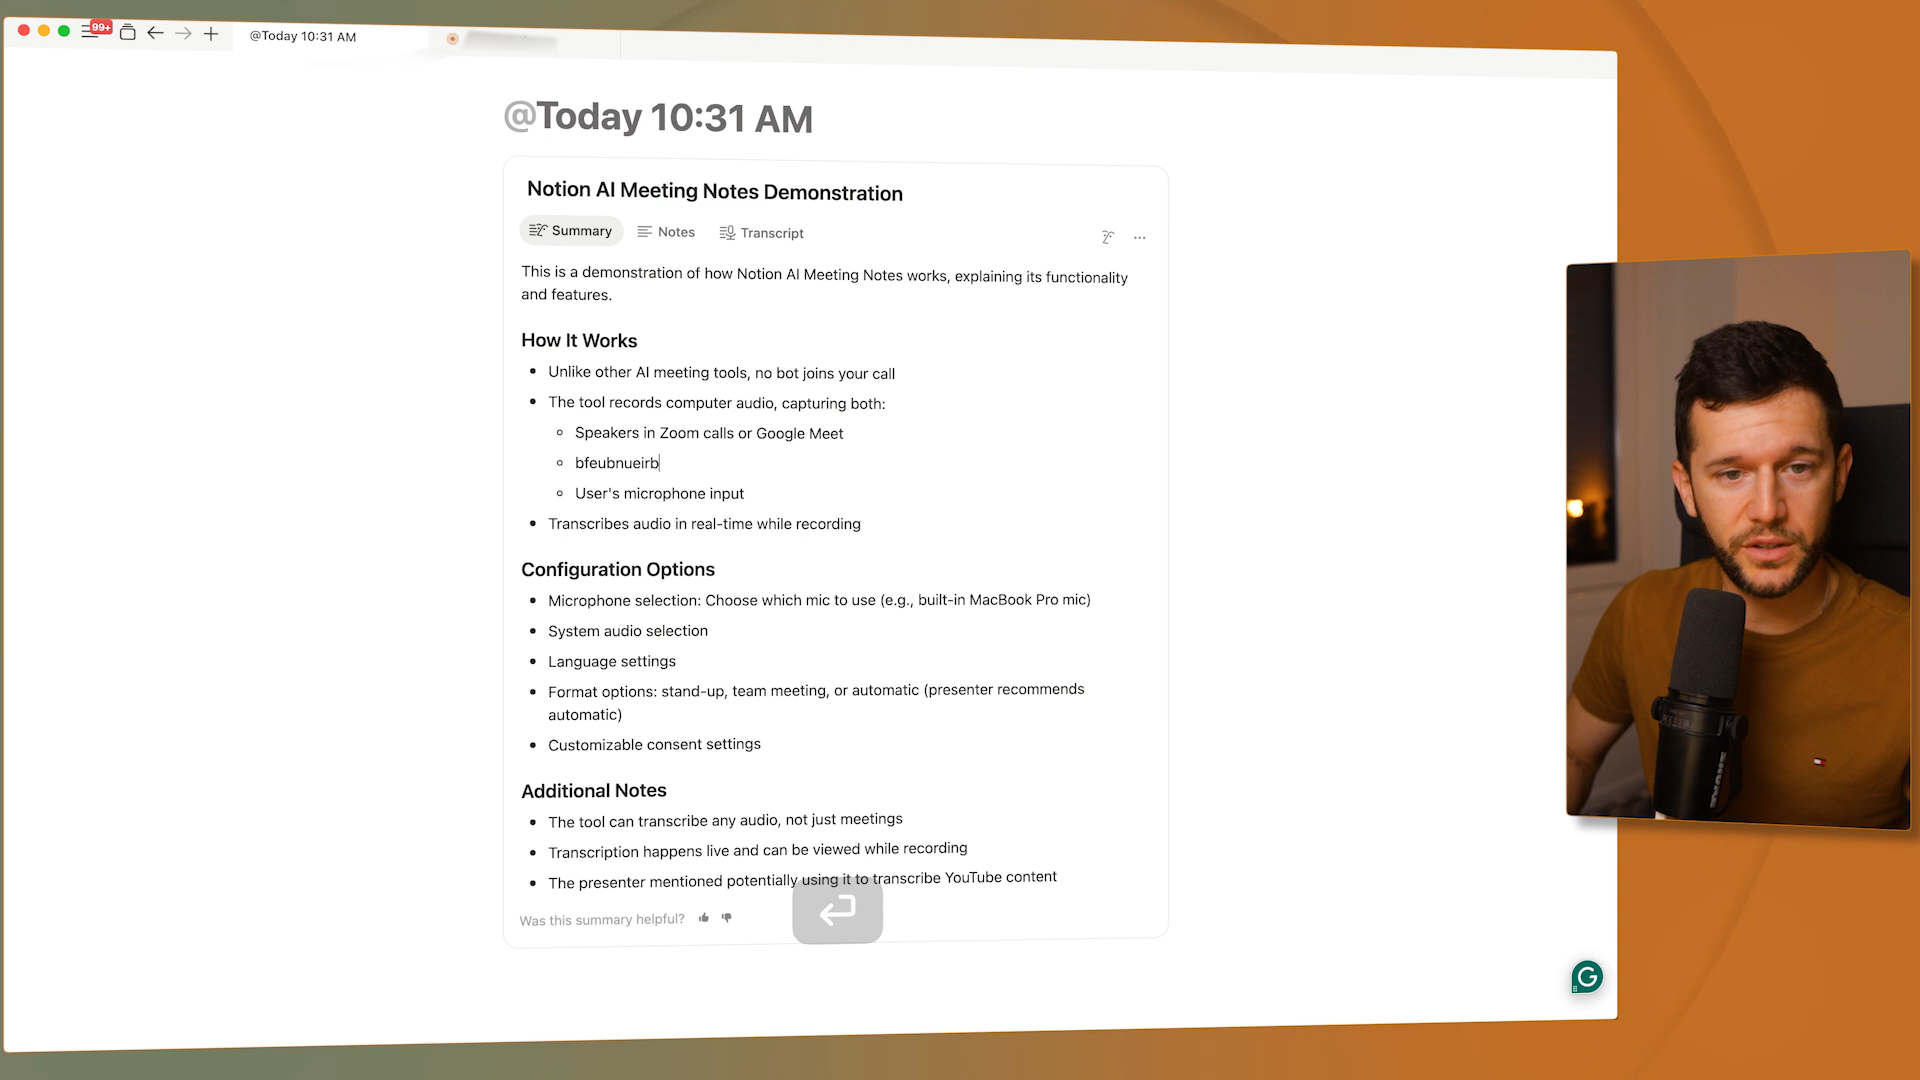 99+
@Today 10:31 AM
@Today 10:31 AM
Notion AI Meeting Notes Demonstration
Summary Notes Transcript
This is a demonstration of how Notion AI Meeting Notes works, explaining its functionality
and features.
How It Works
Unlike other AI meeting tools, no bot joins your call
The tool records computer audio, capturing both:
Speakers in Zoom calls or Google Meet
bfeubnueirb
User's microphone input
Transcribes audio in real-time while recording
Configuration Options
Microphone selection: Choose which mic to use (e.g., built-in MacBook Pro mic)
System audio selection
Language settings
Format options: stand-up, team meeting, or automatic (presenter recommends
automatic)
Customizable consent settings
Additional Notes
The tool can transcribe any audio, not just meetings
Transcription happens live and can be viewed while recording
The presenter mentioned potentially using it to transcribe YouTube content
Was this summary helpful?
G